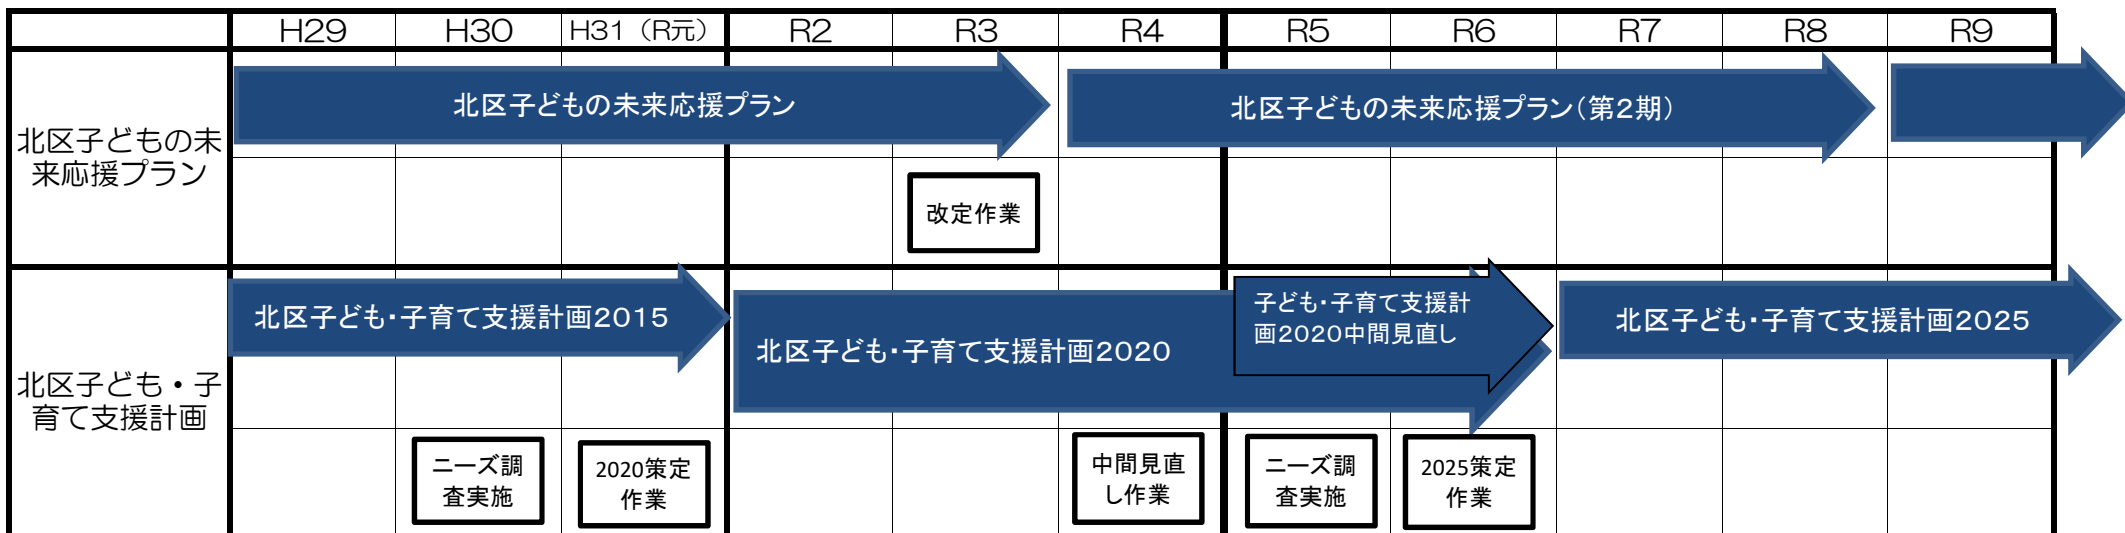 H29 H30 H31（R元） R2 R3 R4 R5 R6 R7 R8 R9
北区子どもの未
来応援プラン
北区子どもの未来応援プラン
北区子どもの未来応援プラン（第２期）
改定作業
北区子ども・子
育て支援計画
北区子ども・子育て支援計画２０１５
北区子ども・子育て支援計画２０２０
子ども・子育て支援計
画２０２０中間見直し
北区子ども・子育て支援計画２０２５
ニーズ調
査実施
2020策定
作業
中間見直
し作業
ニーズ調
査実施
2025策定
作業